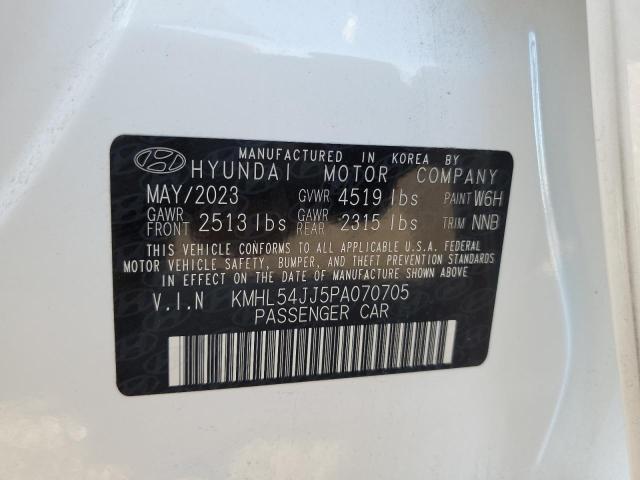 MANUFACTURED IN KOREA BY
HYUNDAI MOTOR COMPANY
MAY/2023 GVWR 4519 lbs PAINT W6H
GAWR FRONT 2513 lbs GAWR REAR 2315 lbs TRIM NNB
THIS VEHICLE CONFORMS TO ALL APPLICABLE U.S.A. FEDERAL
MOTOR VEHICLE SAFETY, BUMPER, AND THEFT PREVENTION STANDARDS
IN EFFECT ON THE DATE OF MANUFACTURE SHOWN ABOVE.
V.I.N KMHL54JJ5PA070705
PASSENGER CAR